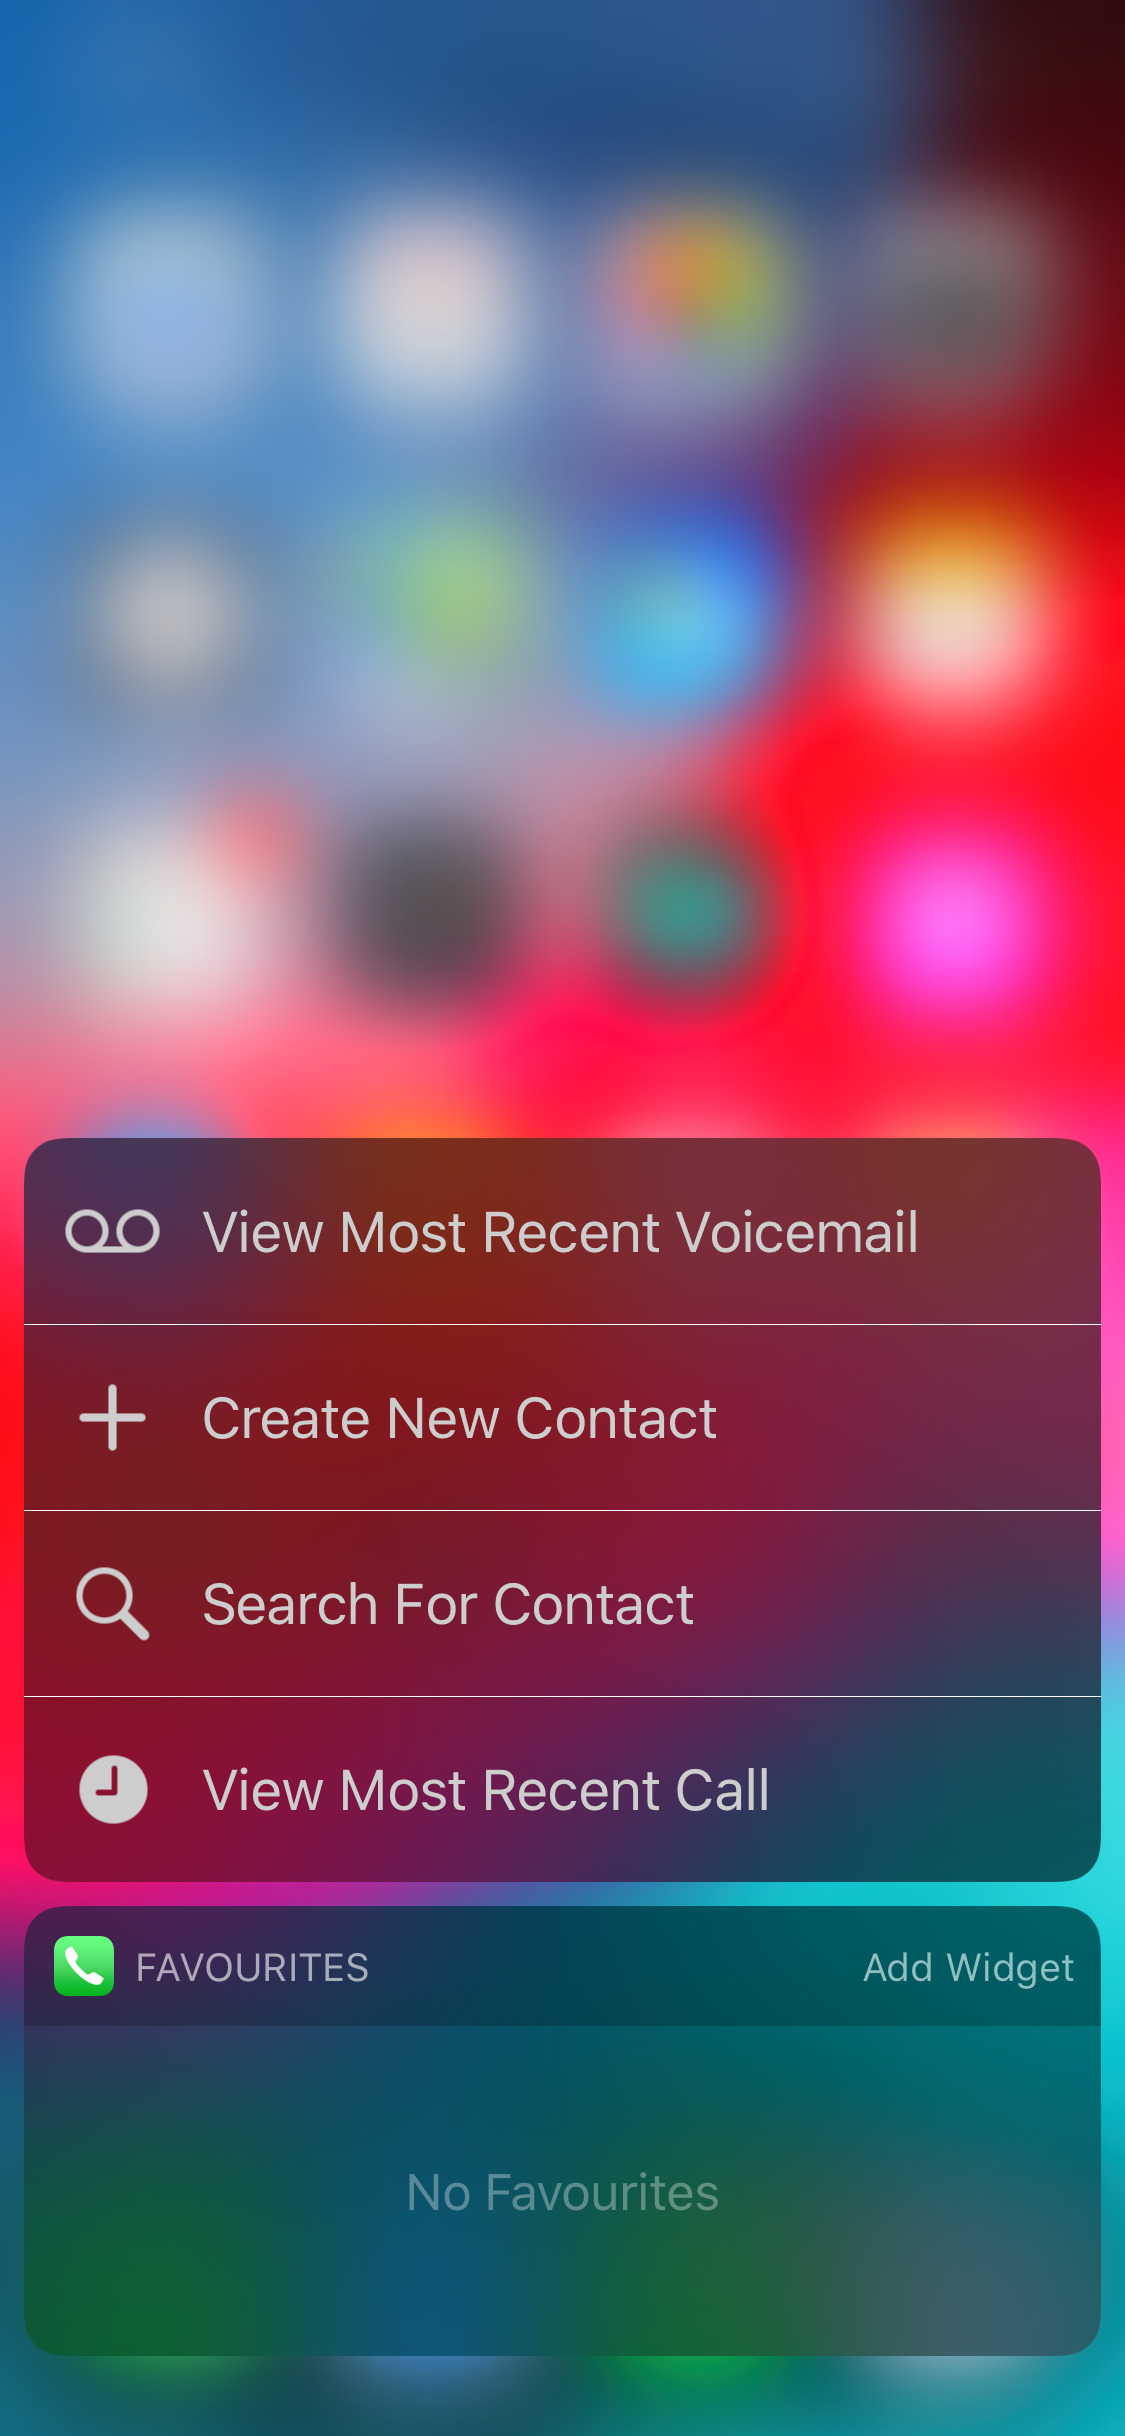 View Most Recent Voicemail
Create New Contact
Search For Contact
View Most Recent Call
FAVOURITES Add Widget
No Favourites